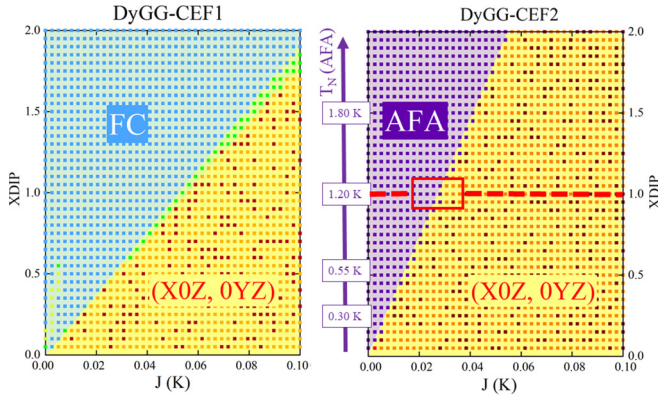 DyGG-CEF1
XDIP
2.0
1.5
1.0
0.5
0.0
FC
(X0Z, 0YZ)
0.00 0.02 0.04 0.06 0.08 0.10
J (K)
DyGG-CEF2
T_N (AFA)
1.80 K
1.20 K
0.55 K
0.30 K
AFA
(X0Z, 0YZ)
2.0
1.5
1.0
0.5
0.0
XDIP
0.00 0.02 0.04 0.06 0.08 0.10
J (K)